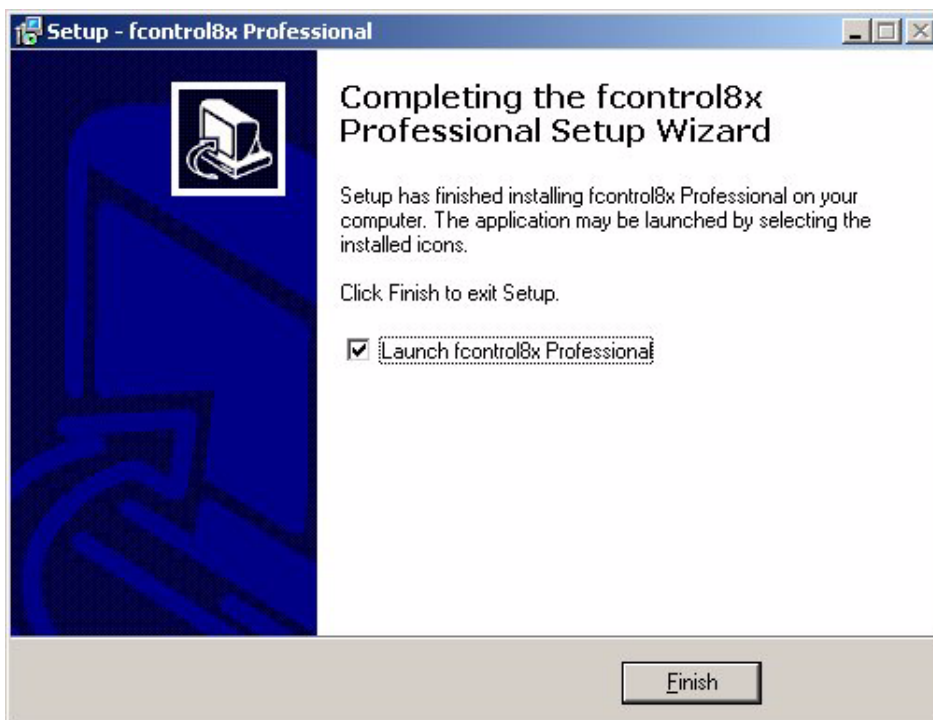 Setup - fcontrol8x Professional
Completing the fcontrol8x
Professional Setup Wizard
Setup has finished installing fcontrol8x Professional on your
computer. The application may be launched by selecting the
installed icons.
Click Finish to exit Setup.
Launch fcontrol8x Professional
Finish